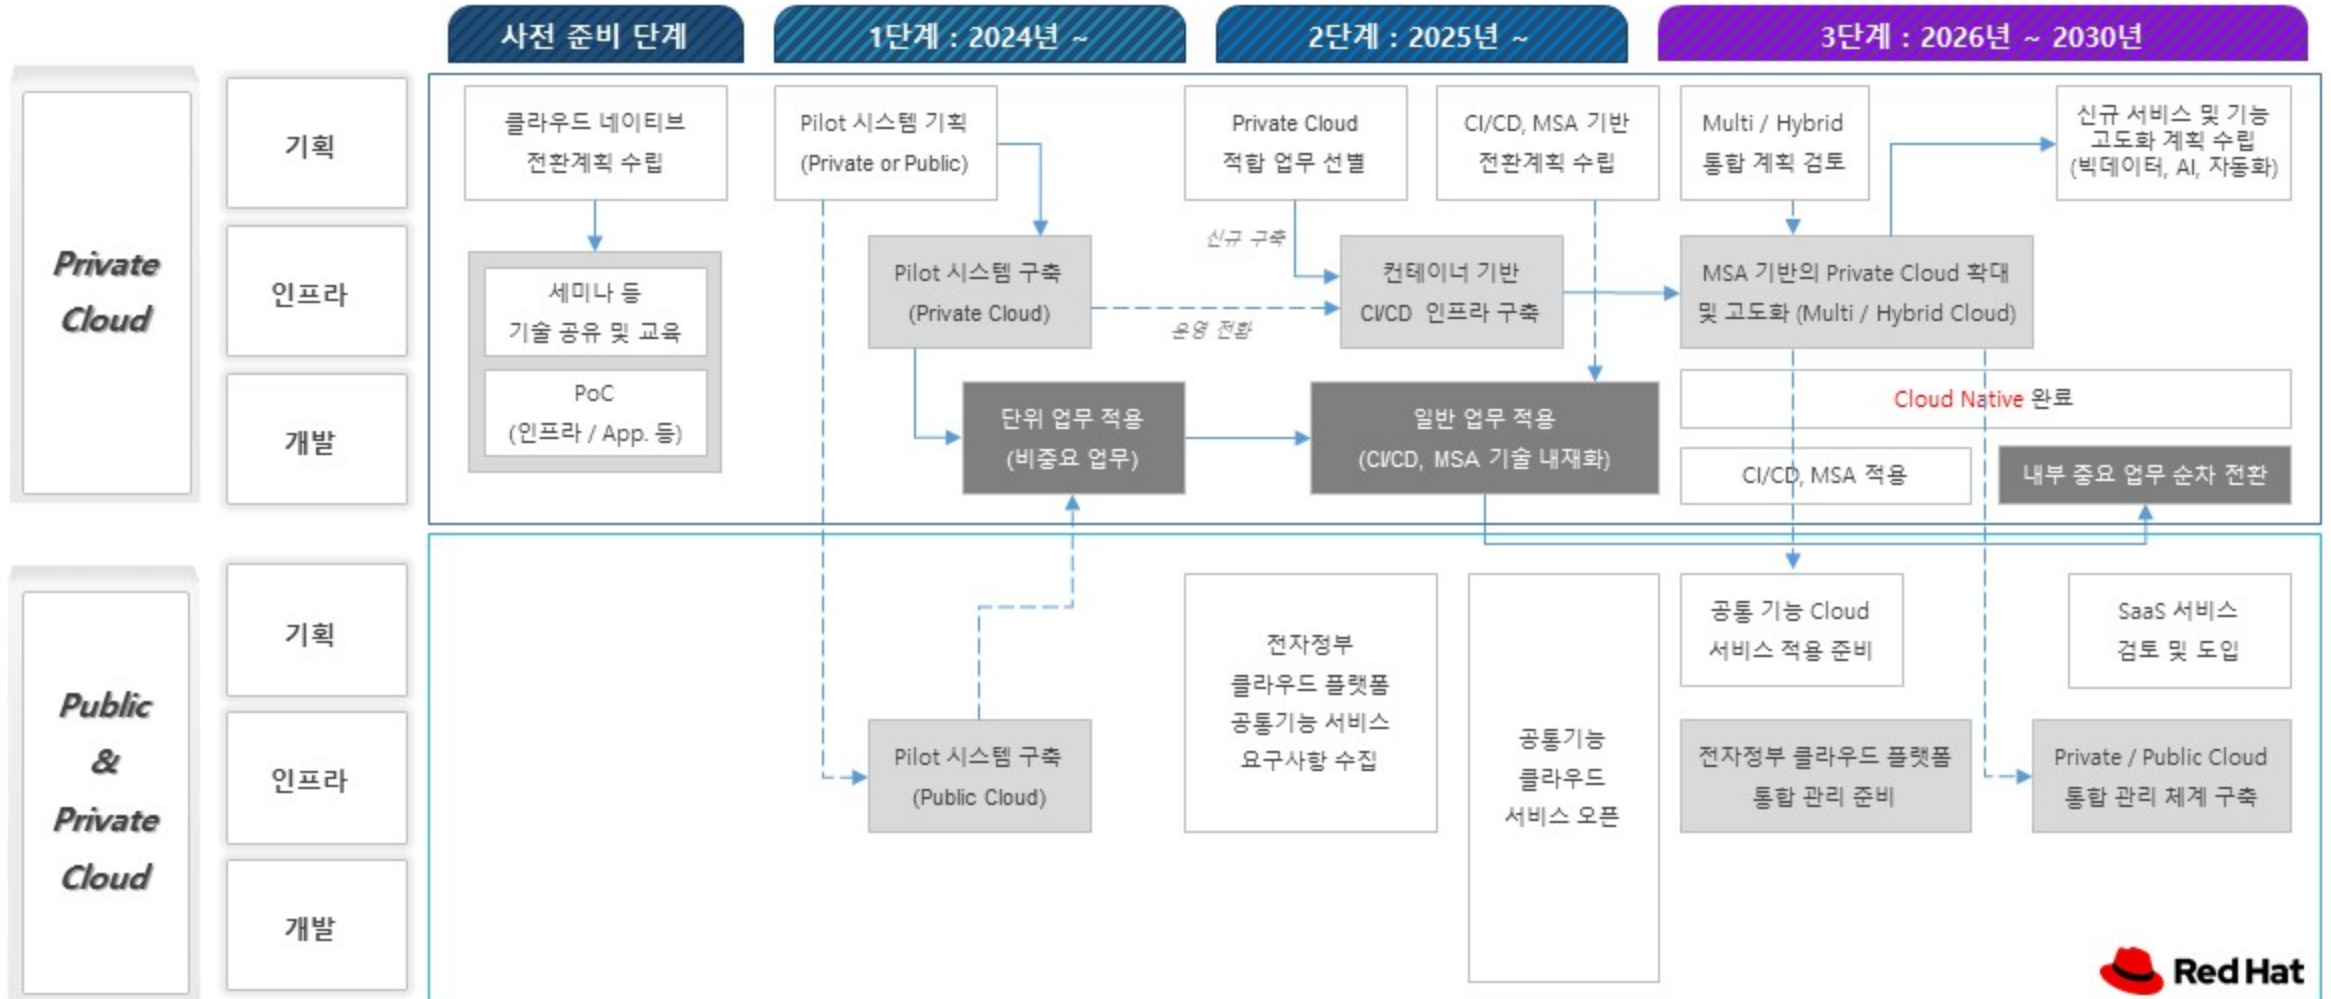 사전 준비 단계
1단계 : 2024년 ~
2단계 : 2025년 ~
3단계 : 2026년 ~ 2030년
Private
Cloud
기획
인프라
개발
클라우드 네이티브
전환계획 수립
세미나 등
기술 공유 및 교육
PoC
(인프라 / App. 등)
Pilot 시스템 기획
(Private or Public)
Pilot 시스템 구축
(Private Cloud)
단위 업무 적용
(비중요 업무)
Private Cloud
적합 업무 선별
신규 구축
운영 전환
CI/CD, MSA 기반
전환계획 수립
컨테이너 기반
CI/CD 인프라 구축
일반 업무 적용
(CI/CD, MSA 기술 내재화)
Multi / Hybrid
통합 계획 검토
신규 서비스 및 기능
고도화 계획 수립
(빅데이터, AI, 자동화)
MSA 기반의 Private Cloud 확대
및 고도화 (Multi / Hybrid Cloud)
Cloud Native 완료
CI/CD, MSA 적용
내부 중요 업무 순차 전환
Public
&
Private
Cloud
기획
인프라
개발
Pilot 시스템 구축
(Public Cloud)
전자정부
클라우드 플랫폼
공통기능 서비스
요구사항 수집
공통기능
클라우드
서비스 오픈
공통 기능 Cloud
서비스 적용 준비
SaaS 서비스
검토 및 도입
전자정부 클라우드 플랫폼
통합 관리 준비
Private / Public Cloud
통합 관리 체계 구축
Red Hat